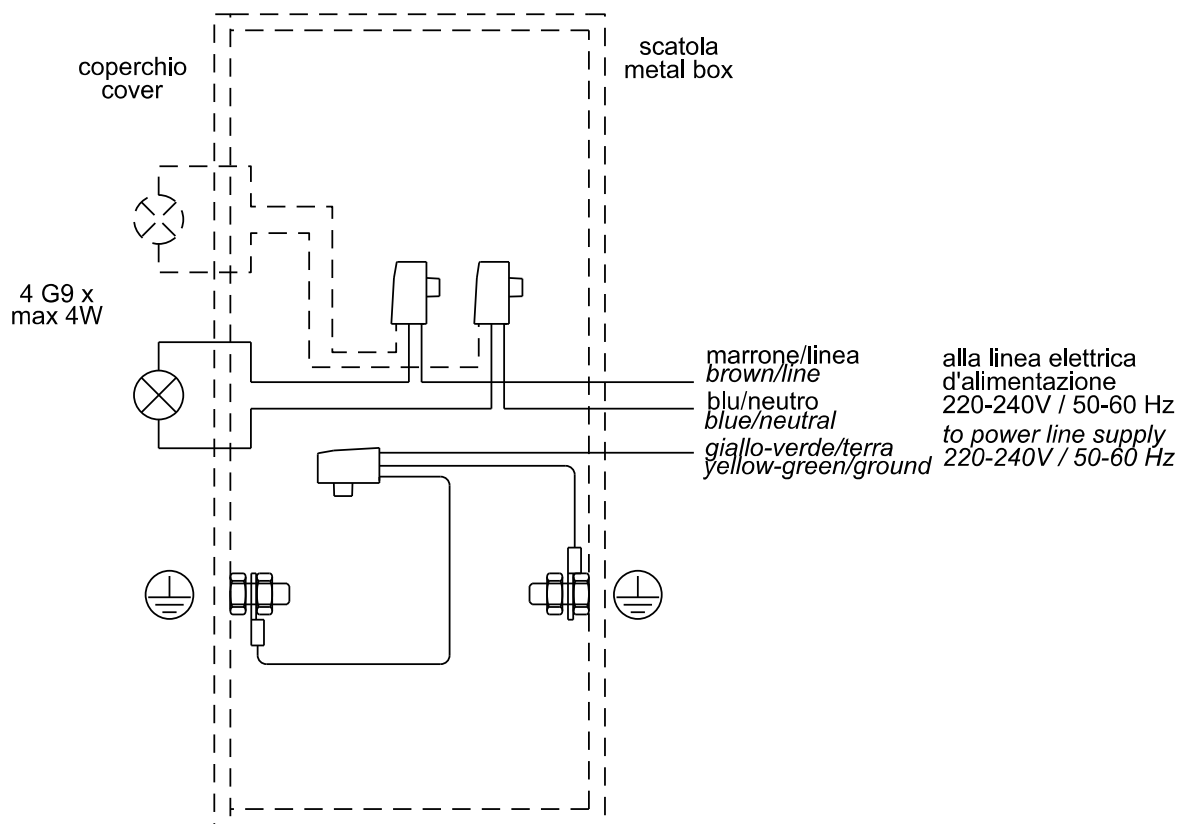 coperchio
cover
scatola
metal box
4 G9 x
max 4W
marrone/linea
brown/line
blu/neutro
blue/neutral
giallo-verde/terra
yellow-green/ground
alla linea elettrica
d'alimentazione
220-240V / 50-60 Hz
to power line supply
220-240V / 50-60 Hz